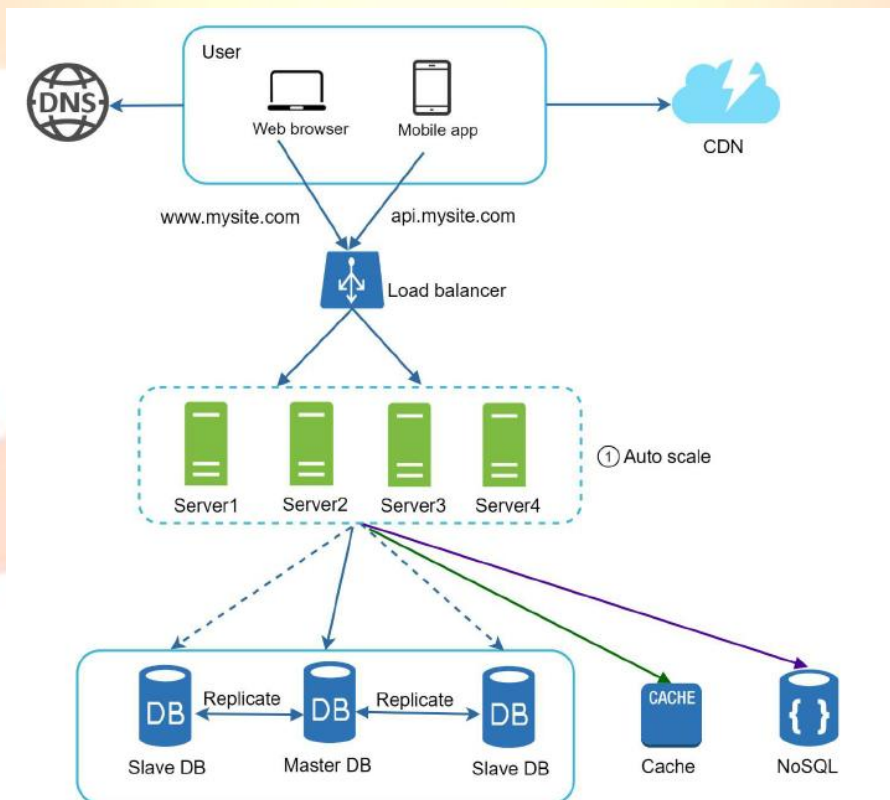 User
DNS
Web browser
Mobile app
CDN
www.mysite.com
api.mysite.com
Load balancer
① Auto scale
Server1
Server2
Server3
Server4
Replicate
Replicate
DB
DB
DB
CACHE
{ }
Slave DB
Master DB
Slave DB
Cache
NoSQL